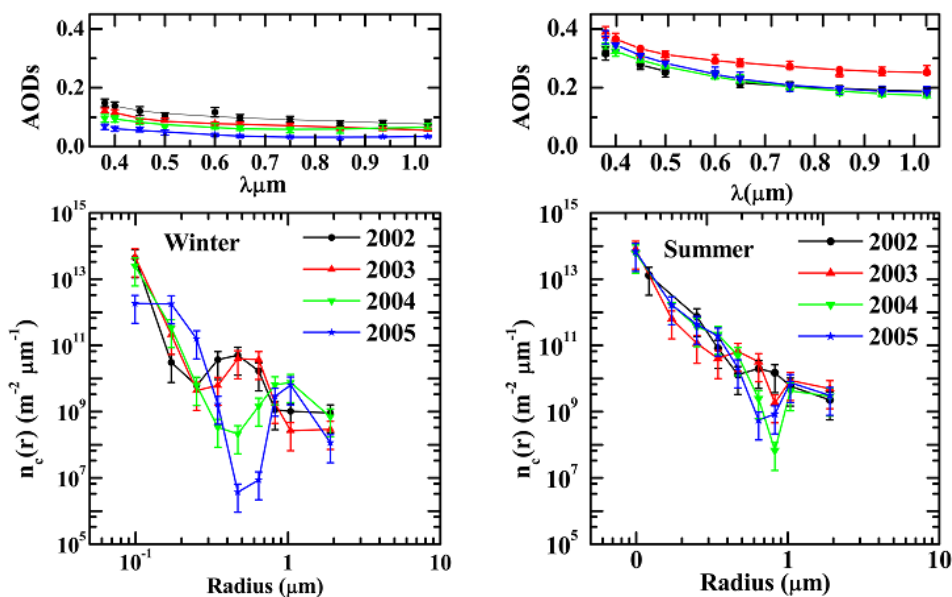 0.4
0.2
0.0
AODs
0.4 0.5 0.6 0.7 0.8 0.9 1.0
λμm
0.4
0.2
0.0
AODs
0.4 0.5 0.6 0.7 0.8 0.9 1.0
λ(μm)
10^15
10^13
10^11
10^9
10^7
10^5
n_c(r) (m^-2 μm^-1)
Winter
2002
2003
2004
2005
10^-1 1 10
Radius (μm)
10^15
10^13
10^11
10^9
10^7
10^5
n_c(r) (m^-2 μm^-1)
Summer
2002
2003
2004
2005
0 1 10
Radius (μm)